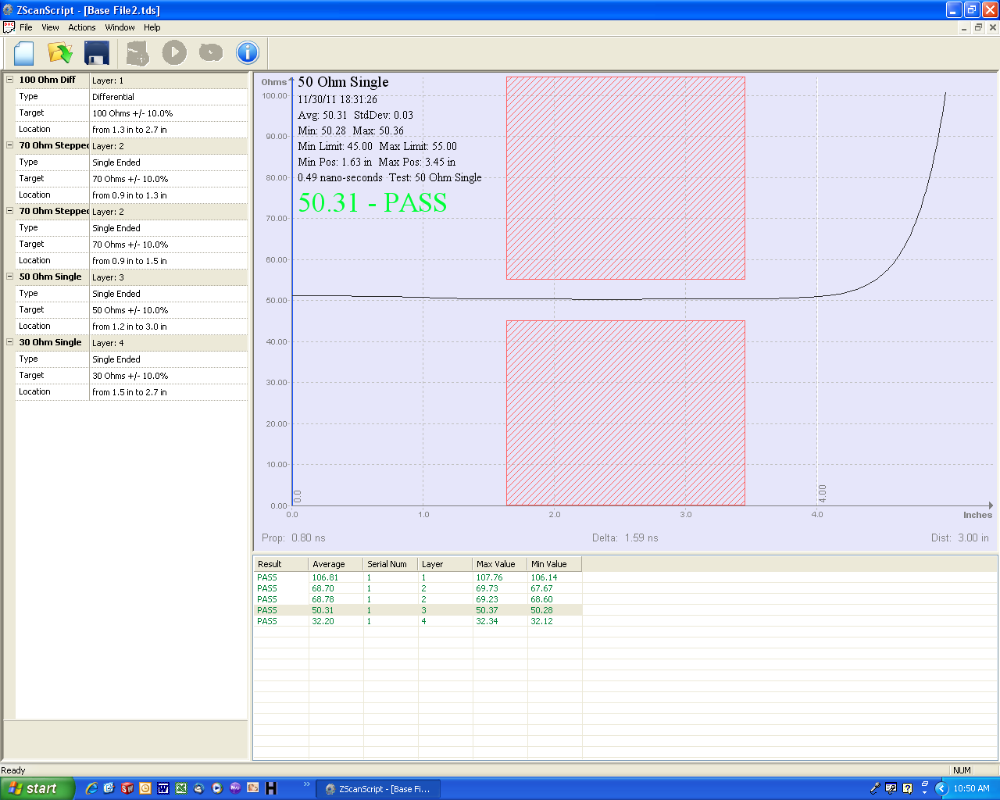 ZScanScript - [Base File2.tds]
File View Actions Window Help
100 Ohm Diff Layer: 1
Type Differential
Target 100 Ohms +/- 10.0%
Location from 1.3 in to 2.7 in
70 Ohm Stepped Layer: 2
Type Single Ended
Target 70 Ohms +/- 10.0%
Location from 0.9 in to 1.3 in
70 Ohm Stepped Layer: 2
Type Single Ended
Target 70 Ohms +/- 10.0%
Location from 0.9 in to 1.5 in
50 Ohm Single Layer: 3
Type Single Ended
Target 50 Ohms +/- 10.0%
Location from 1.2 in to 3.0 in
30 Ohm Single Layer: 4
Type Single Ended
Target 30 Ohms +/- 10.0%
Location from 1.5 in to 2.7 in
Ohms
50 Ohm Single
11/30/11 18:31:26
Avg: 50.31 StdDev: 0.03
Min: 50.28 Max: 50.36
Min Limit: 45.00 Max Limit: 55.00
Min Pos: 1.63 in Max Pos: 3.45 in
0.49 nano-seconds Test: 50 Ohm Single
50.31 - PASS
100.00
90.00
80.00
70.00
60.00
50.00
40.00
30.00
20.00
10.00
0.00
0.0
4.00
0.0 1.0 2.0 3.0 4.0 Inches
Prop: 0.80 ns Delta: 1.59 ns Dist: 3.00 in
Result Average Serial Num Layer Max Value Min Value
PASS 106.81 1 1 107.76 106.14
PASS 68.70 1 2 69.73 67.67
PASS 68.78 1 2 69.23 68.60
PASS 50.31 1 3 50.37 50.28
PASS 32.20 1 4 32.34 32.12
Ready NUM
start ZScanScript - [Base Fi... 10:50 AM